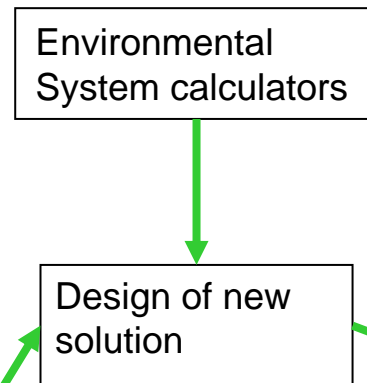 Environmental
System calculators
Design of new
solution